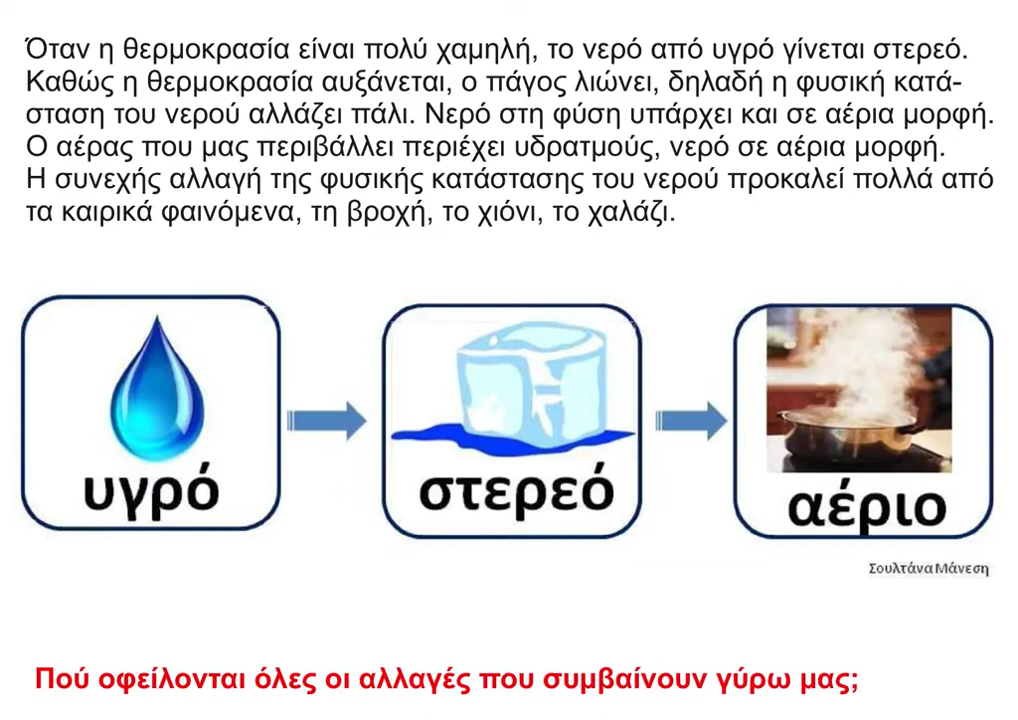 Όταν η θερμοκρασία είναι πολύ χαμηλή, το νερό από υγρό γίνεται στερεό.
Καθώς η θερμοκρασία αυξάνεται, ο πάγος λιώνει, δηλαδή η φυσική κατά-
σταση του νερού αλλάζει πάλι. Νερό στη φύση υπάρχει και σε αέρια μορφή.
Ο αέρας που μας περιβάλλει περιέχει υδρατμούς, νερό σε αέρια μορφή.
Η συνεχής αλλαγή της φυσικής κατάστασης του νερού προκαλεί πολλά από
τα καιρικά φαινόμενα, τη βροχή, το χιόνι, το χαλάζι.
υγρό
στερεό
αέριο
Σουλτάνα Μάνεση
Πού οφείλονται όλες οι αλλαγές που συμβαίνουν γύρω μας;